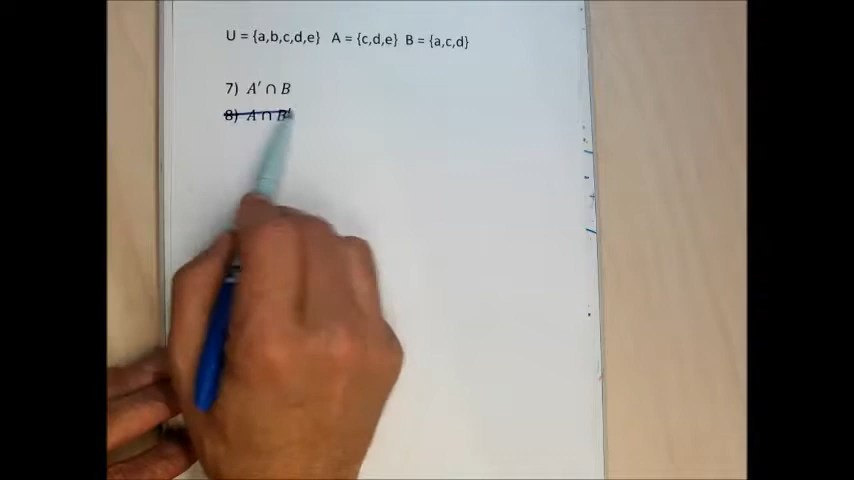 U = {a,b,c,d,e} A = {c,d,e} B = {a,c,d}
7) A′ ∩ B
8) A ∩ B′